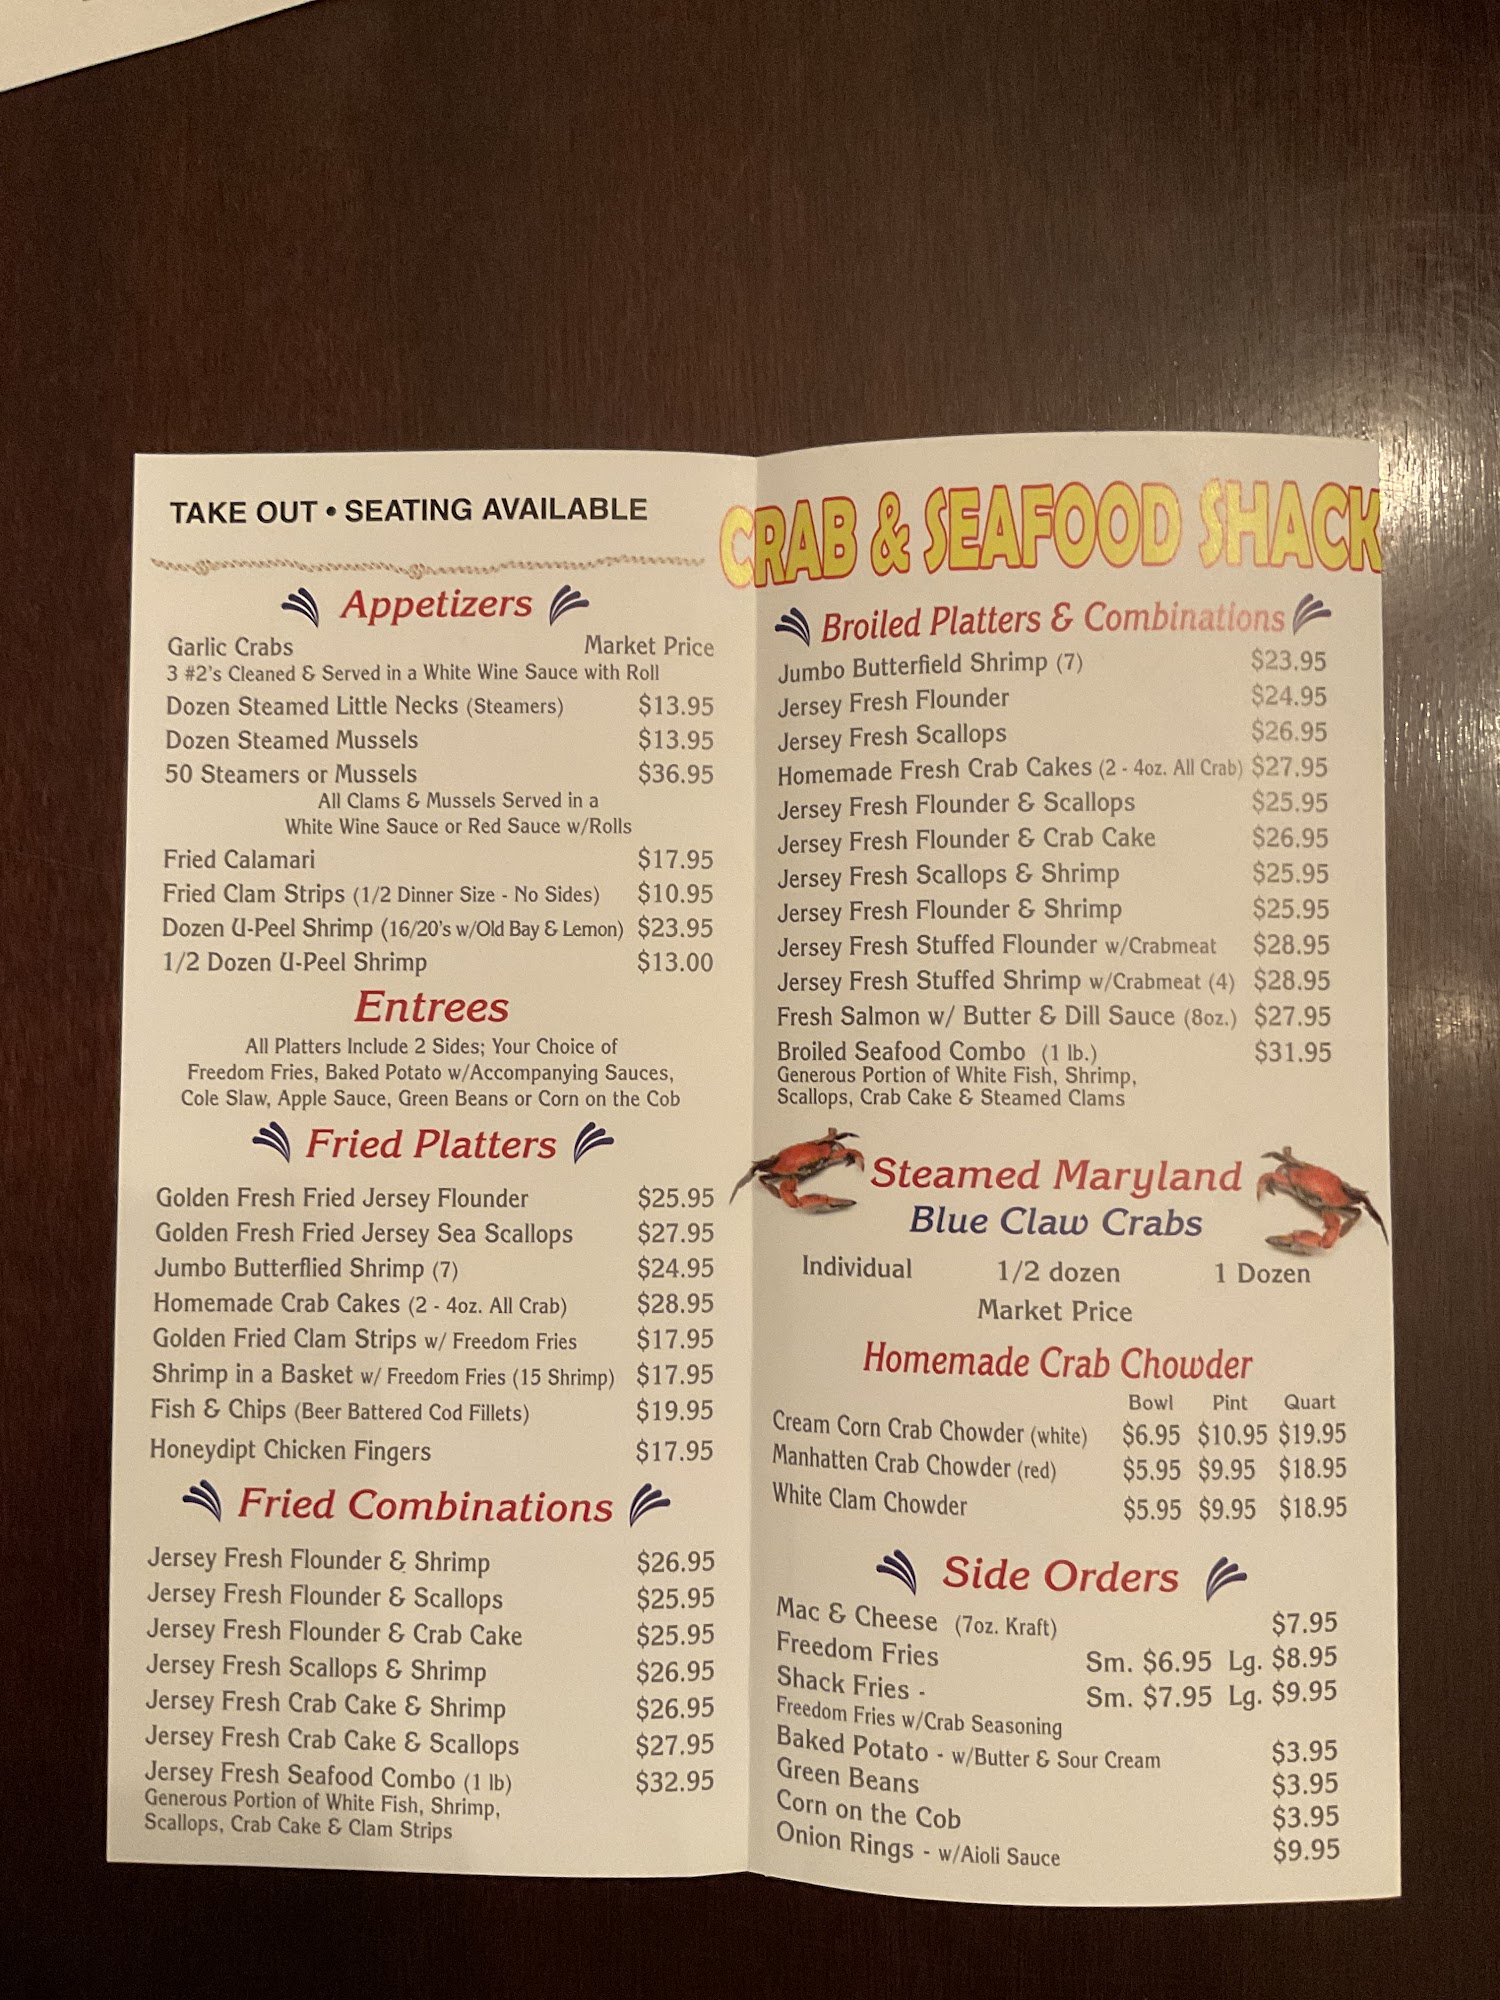 TAKE OUT • SEATING AVAILABLE
Appetizers
Garlic Crabs Market Price
3 #2's Cleaned & Served in a White Wine Sauce with Roll
Dozen Steamed Little Necks (Steamers) $13.95
Dozen Steamed Mussels $13.95
50 Steamers or Mussels $36.95
All Clams & Mussels Served in a
White Wine Sauce or Red Sauce w/Rolls
Fried Calamari $17.95
Fried Clam Strips (1/2 Dinner Size - No Sides) $10.95
Dozen U-Peel Shrimp (16/20's w/Old Bay & Lemon) $23.95
1/2 Dozen U-Peel Shrimp $13.00
Entrees
All Platters Include 2 Sides; Your Choice of
Freedom Fries, Baked Potato w/Accompanying Sauces,
Cole Slaw, Apple Sauce, Green Beans or Corn on the Cob
Fried Platters
Golden Fresh Fried Jersey Flounder $25.95
Golden Fresh Fried Jersey Sea Scallops $27.95
Jumbo Butterflied Shrimp (7) $24.95
Homemade Crab Cakes (2 - 4oz. All Crab) $28.95
Golden Fried Clam Strips w/ Freedom Fries $17.95
Shrimp in a Basket w/ Freedom Fries (15 Shrimp) $17.95
Fish & Chips (Beer Battered Cod Fillets) $19.95
Honeydipt Chicken Fingers $17.95
Fried Combinations
Jersey Fresh Flounder & Shrimp $26.95
Jersey Fresh Flounder & Scallops $25.95
Jersey Fresh Flounder & Crab Cake $25.95
Jersey Fresh Scallops & Shrimp $26.95
Jersey Fresh Crab Cake & Shrimp $26.95
Jersey Fresh Crab Cake & Scallops $27.95
Jersey Fresh Seafood Combo (1 lb) $32.95
Generous Portion of White Fish, Shrimp,
Scallops, Crab Cake & Clam Strips
CRAB & SEAFOOD SHACK
Broiled Platters & Combinations
Jumbo Butterfield Shrimp (7) $23.95
Jersey Fresh Flounder $24.95
Jersey Fresh Scallops $26.95
Homemade Fresh Crab Cakes (2 - 4oz. All Crab) $27.95
Jersey Fresh Flounder & Scallops $25.95
Jersey Fresh Flounder & Crab Cake $26.95
Jersey Fresh Scallops & Shrimp $25.95
Jersey Fresh Flounder & Shrimp $25.95
Jersey Fresh Stuffed Flounder w/Crabmeat $28.95
Jersey Fresh Stuffed Shrimp w/Crabmeat (4) $28.95
Fresh Salmon w/ Butter & Dill Sauce (8oz.) $27.95
Broiled Seafood Combo (1 lb.) $31.95
Generous Portion of White Fish, Shrimp,
Scallops, Crab Cake & Steamed Clams
Steamed Maryland
Blue Claw Crabs
Individual 1/2 dozen 1 Dozen
Market Price
Homemade Crab Chowder
Bowl Pint Quart
Cream Corn Crab Chowder (white) $6.95 $10.95 $19.95
Manhatten Crab Chowder (red) $5.95 $9.95 $18.95
White Clam Chowder $5.95 $9.95 $18.95
Side Orders
Mac & Cheese (7oz. Kraft) $7.95
Freedom Fries Sm. $6.95 Lg. $8.95
Shack Fries - Sm. $7.95 Lg. $9.95
Freedom Fries w/Crab Seasoning
Baked Potato - w/Butter & Sour Cream $3.95
Green Beans $3.95
Corn on the Cob $3.95
Onion Rings - w/Aioli Sauce $9.95